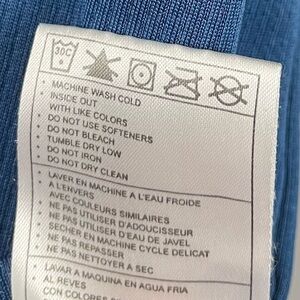 30C
• MACHINE WASH COLD
• INSIDE OUT
WITH LIKE COLORS
• DO NOT USE SOFTENERS
• DO NOT BLEACH
• TUMBLE DRY LOW
• DO NOT IRON
• DO NOT DRY CLEAN
• LAVER EN MACHINE A L'EAU FROIDE
• A L'ENVERS
AVEC COULEURS SIMILAIRES
• NE PAS UTILISER D'ADOUCISSEUR
• NE PAS UTILISER D'EAU DE JAVEL
• SECHER EN MACHINE CYCLE DELICAT
• NE PAS REPASSER
• NE PAS NETTOYER A SEC
• LAVAR A MAQUINA EN AGUA FRIA
• AL REVES
CON COLORES